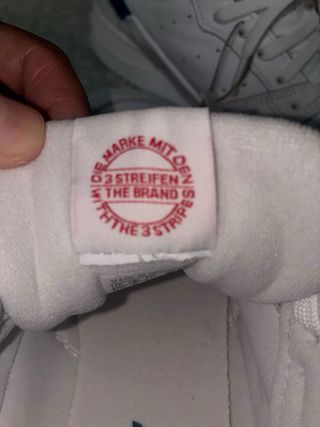 DIE MARKE MIT DEN
3 STREIFEN
THE BRAND
WITH THE 3 STRIPES